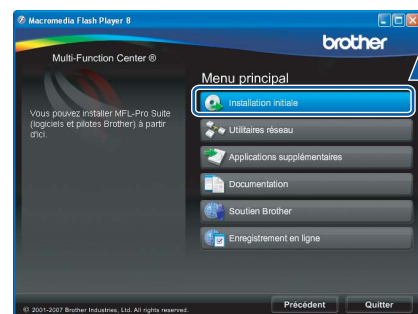 Macromedia Flash Player 8
brother
Multi-Function Center ®
Menu principal
Vous pouvez installer MFL-Pro Suite
(logiciels et pilotes Brother) à partir
d'ici.
Installation initiale
Utilitaires réseau
Applications supplémentaires
Documentation
Soutien Brother
Enregistrement en ligne
© 2001-2007 Brother Industries, Ltd. All rights reserved.
Précédent
Quitter